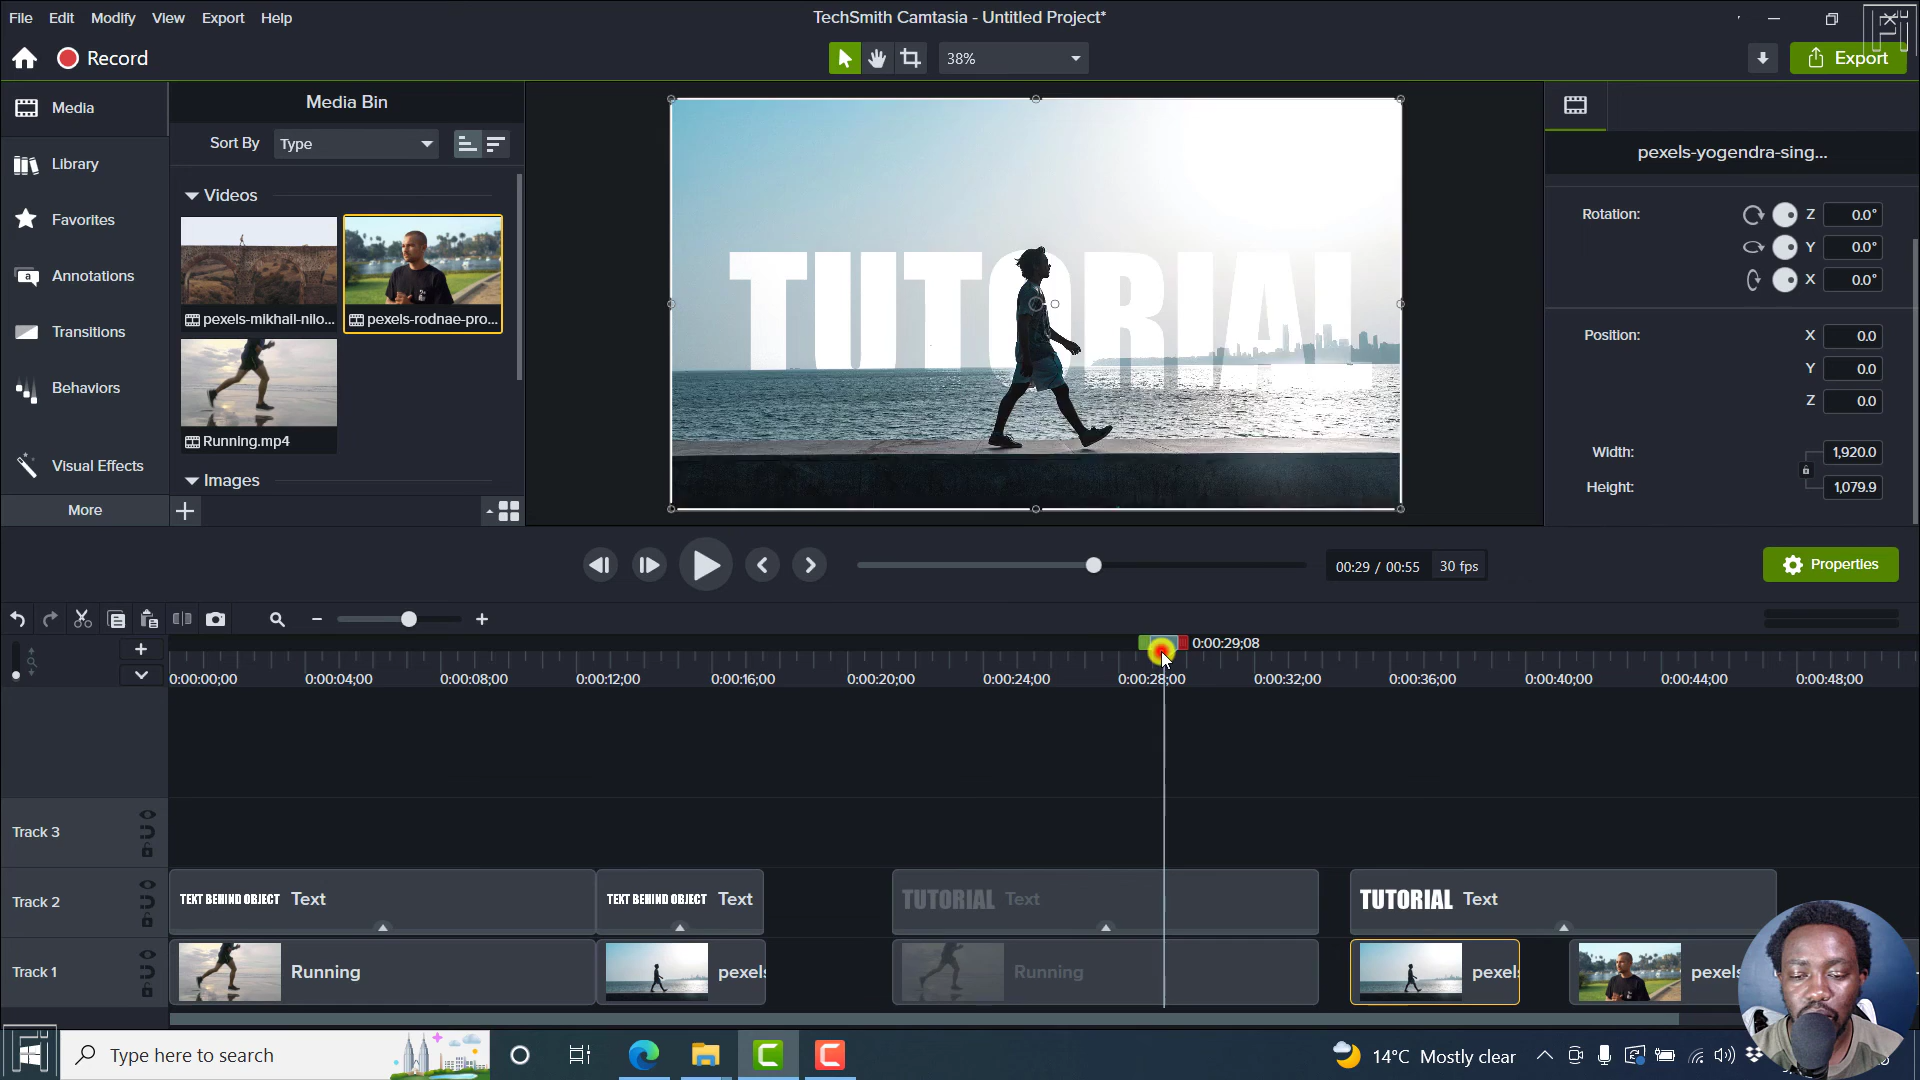 File Edit Modify View Export Help
TechSmith Camtasia - Untitled Project*
Record
38%
Export
Media
Library
Favorites
Annotations
Transitions
Behaviors
Visual Effects
More
Media Bin
Sort By Type
Videos
pexels-mikhail-nilo...
pexels-rodnae-pro...
Running.mp4
Images
TUTORIAL
pexels-yogendra-sing...
Rotation: Z 0.0°
Y 0.0°
X 0.0°
Position: X 0.0
Y 0.0
Z 0.0
Width: 1,920.0
Height: 1,079.9
00:29 / 00:55 30 fps
Properties
0:00:29;08
0:00:00;00 0:00:04;00 0:00:08;00 0:00:12;00 0:00:16;00 0:00:20;00 0:00:24;00 0:00:28;00 0:00:32;00 0:00:36;00 0:00:40;00 0:00:44;00 0:00:48;00
Track 3
Track 2
TEXT BEHIND OBJECT Text
TEXT BEHIND OBJECT Text
TUTORIAL Text
TUTORIAL Text
Track 1
Running
pexels
Running
pexels
pexels
Type here to search
14°C Mostly clear